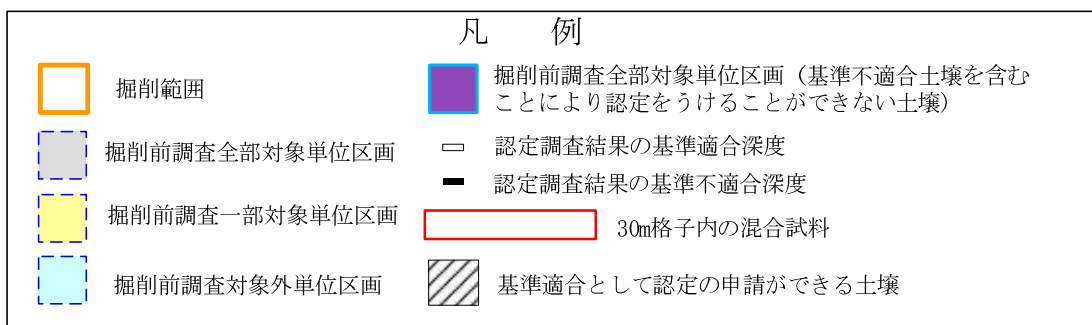 凡　例
掘削範囲
掘削前調査全部対象単位区画
掘削前調査一部対象単位区画
掘削前調査対象外単位区画
掘削前調査全部対象単位区画（基準不適合土壌を含む
ことにより認定をうけることができない土壌）
認定調査結果の基準適合深度
認定調査結果の基準不適合深度
30m格子内の混合試料
基準適合として認定の申請ができる土壌